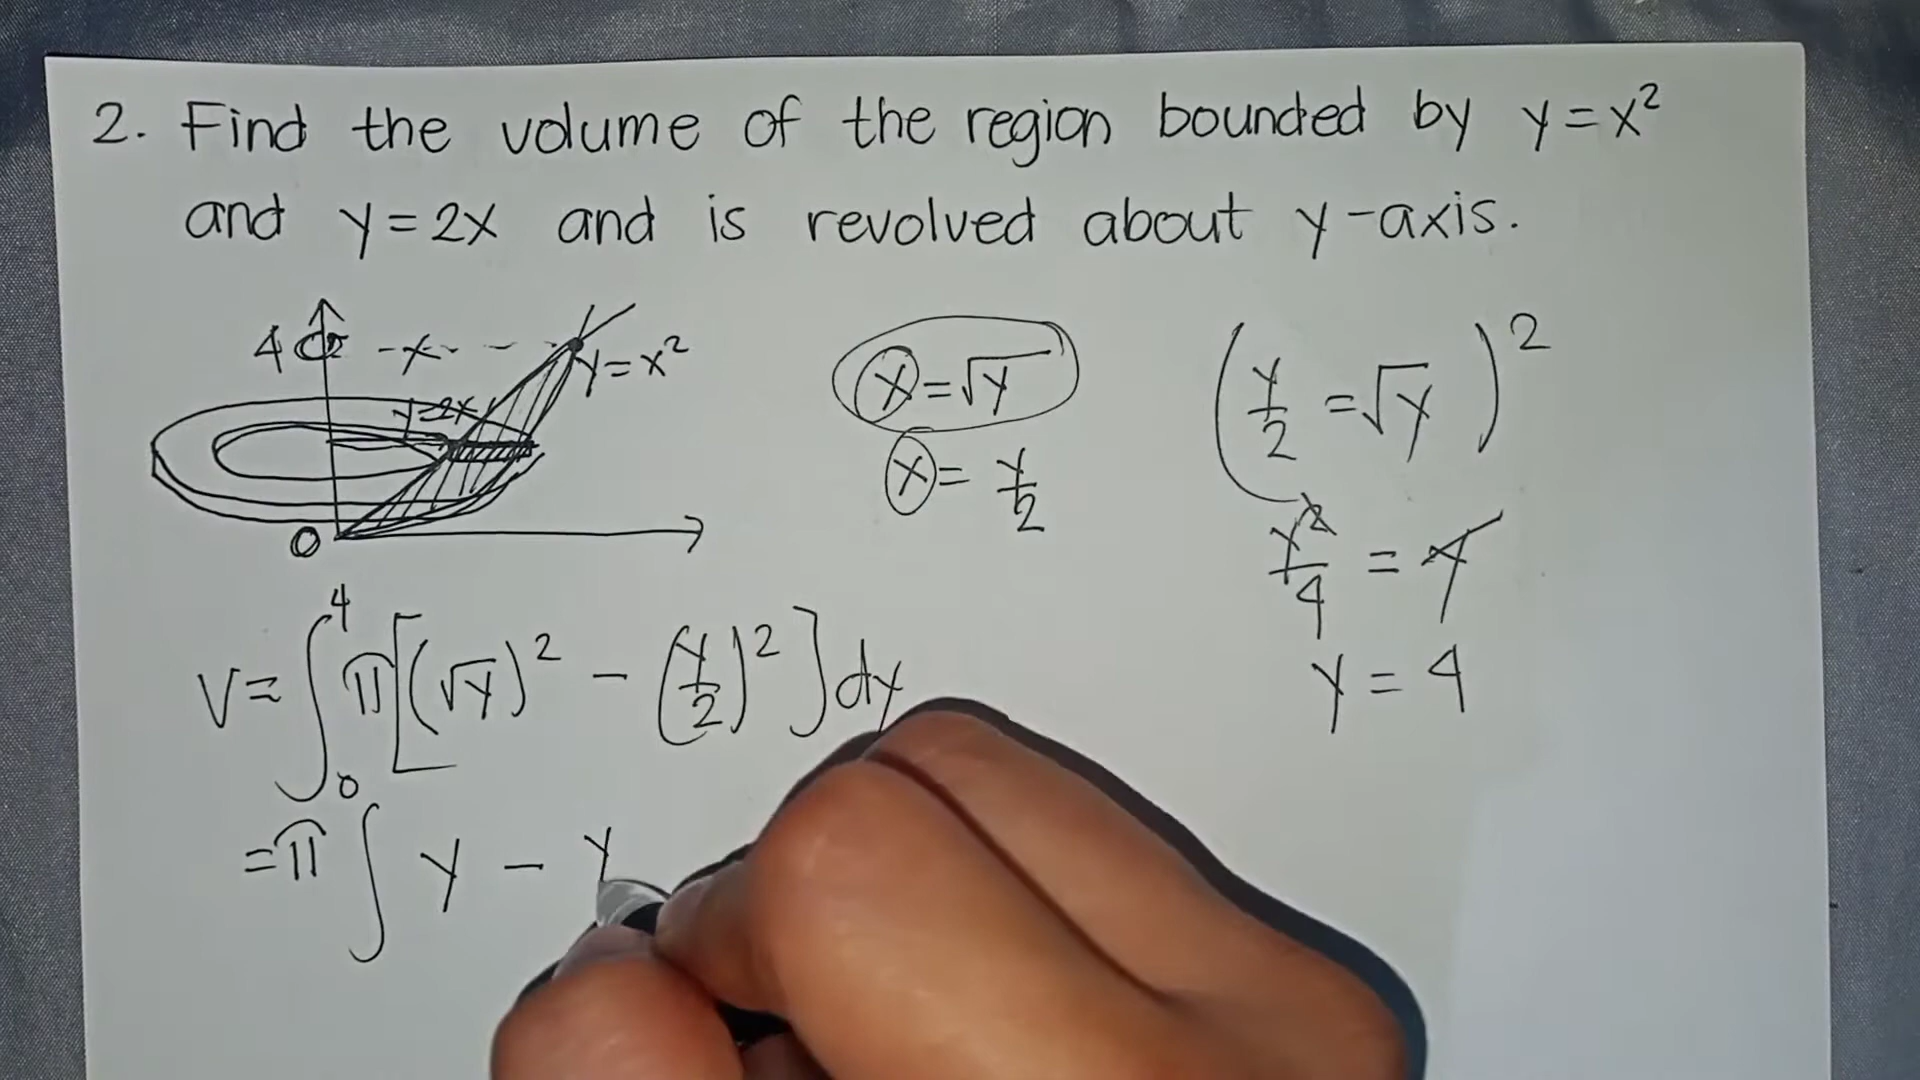 2. Find the volume of the region bounded by y=x²
and y=2x and is revolved about y-axis.
4
y=x²
y=2x
0
x=√y
x=y/2
(y/2=√y)²
y²/4=y
y=4
V=∫₀⁴π[(√y)²-(y/2)²]dy
=π∫y-y